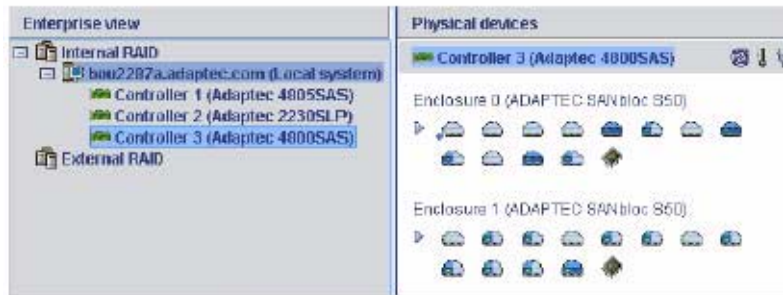 Enterprise view
Internal RAID
bou2287a.adaptec.com (Local system)
Controller 1 (Adaptec 4805SAS)
Controller 2 (Adaptec 2230SLP)
Controller 3 (Adaptec 4800SAS)
External RAID
Physical devices
Controller 3 (Adaptec 4800SAS)
Enclosure 0 (ADAPTEC SANbloc S50)
Enclosure 1 (ADAPTEC SANbloc S50)